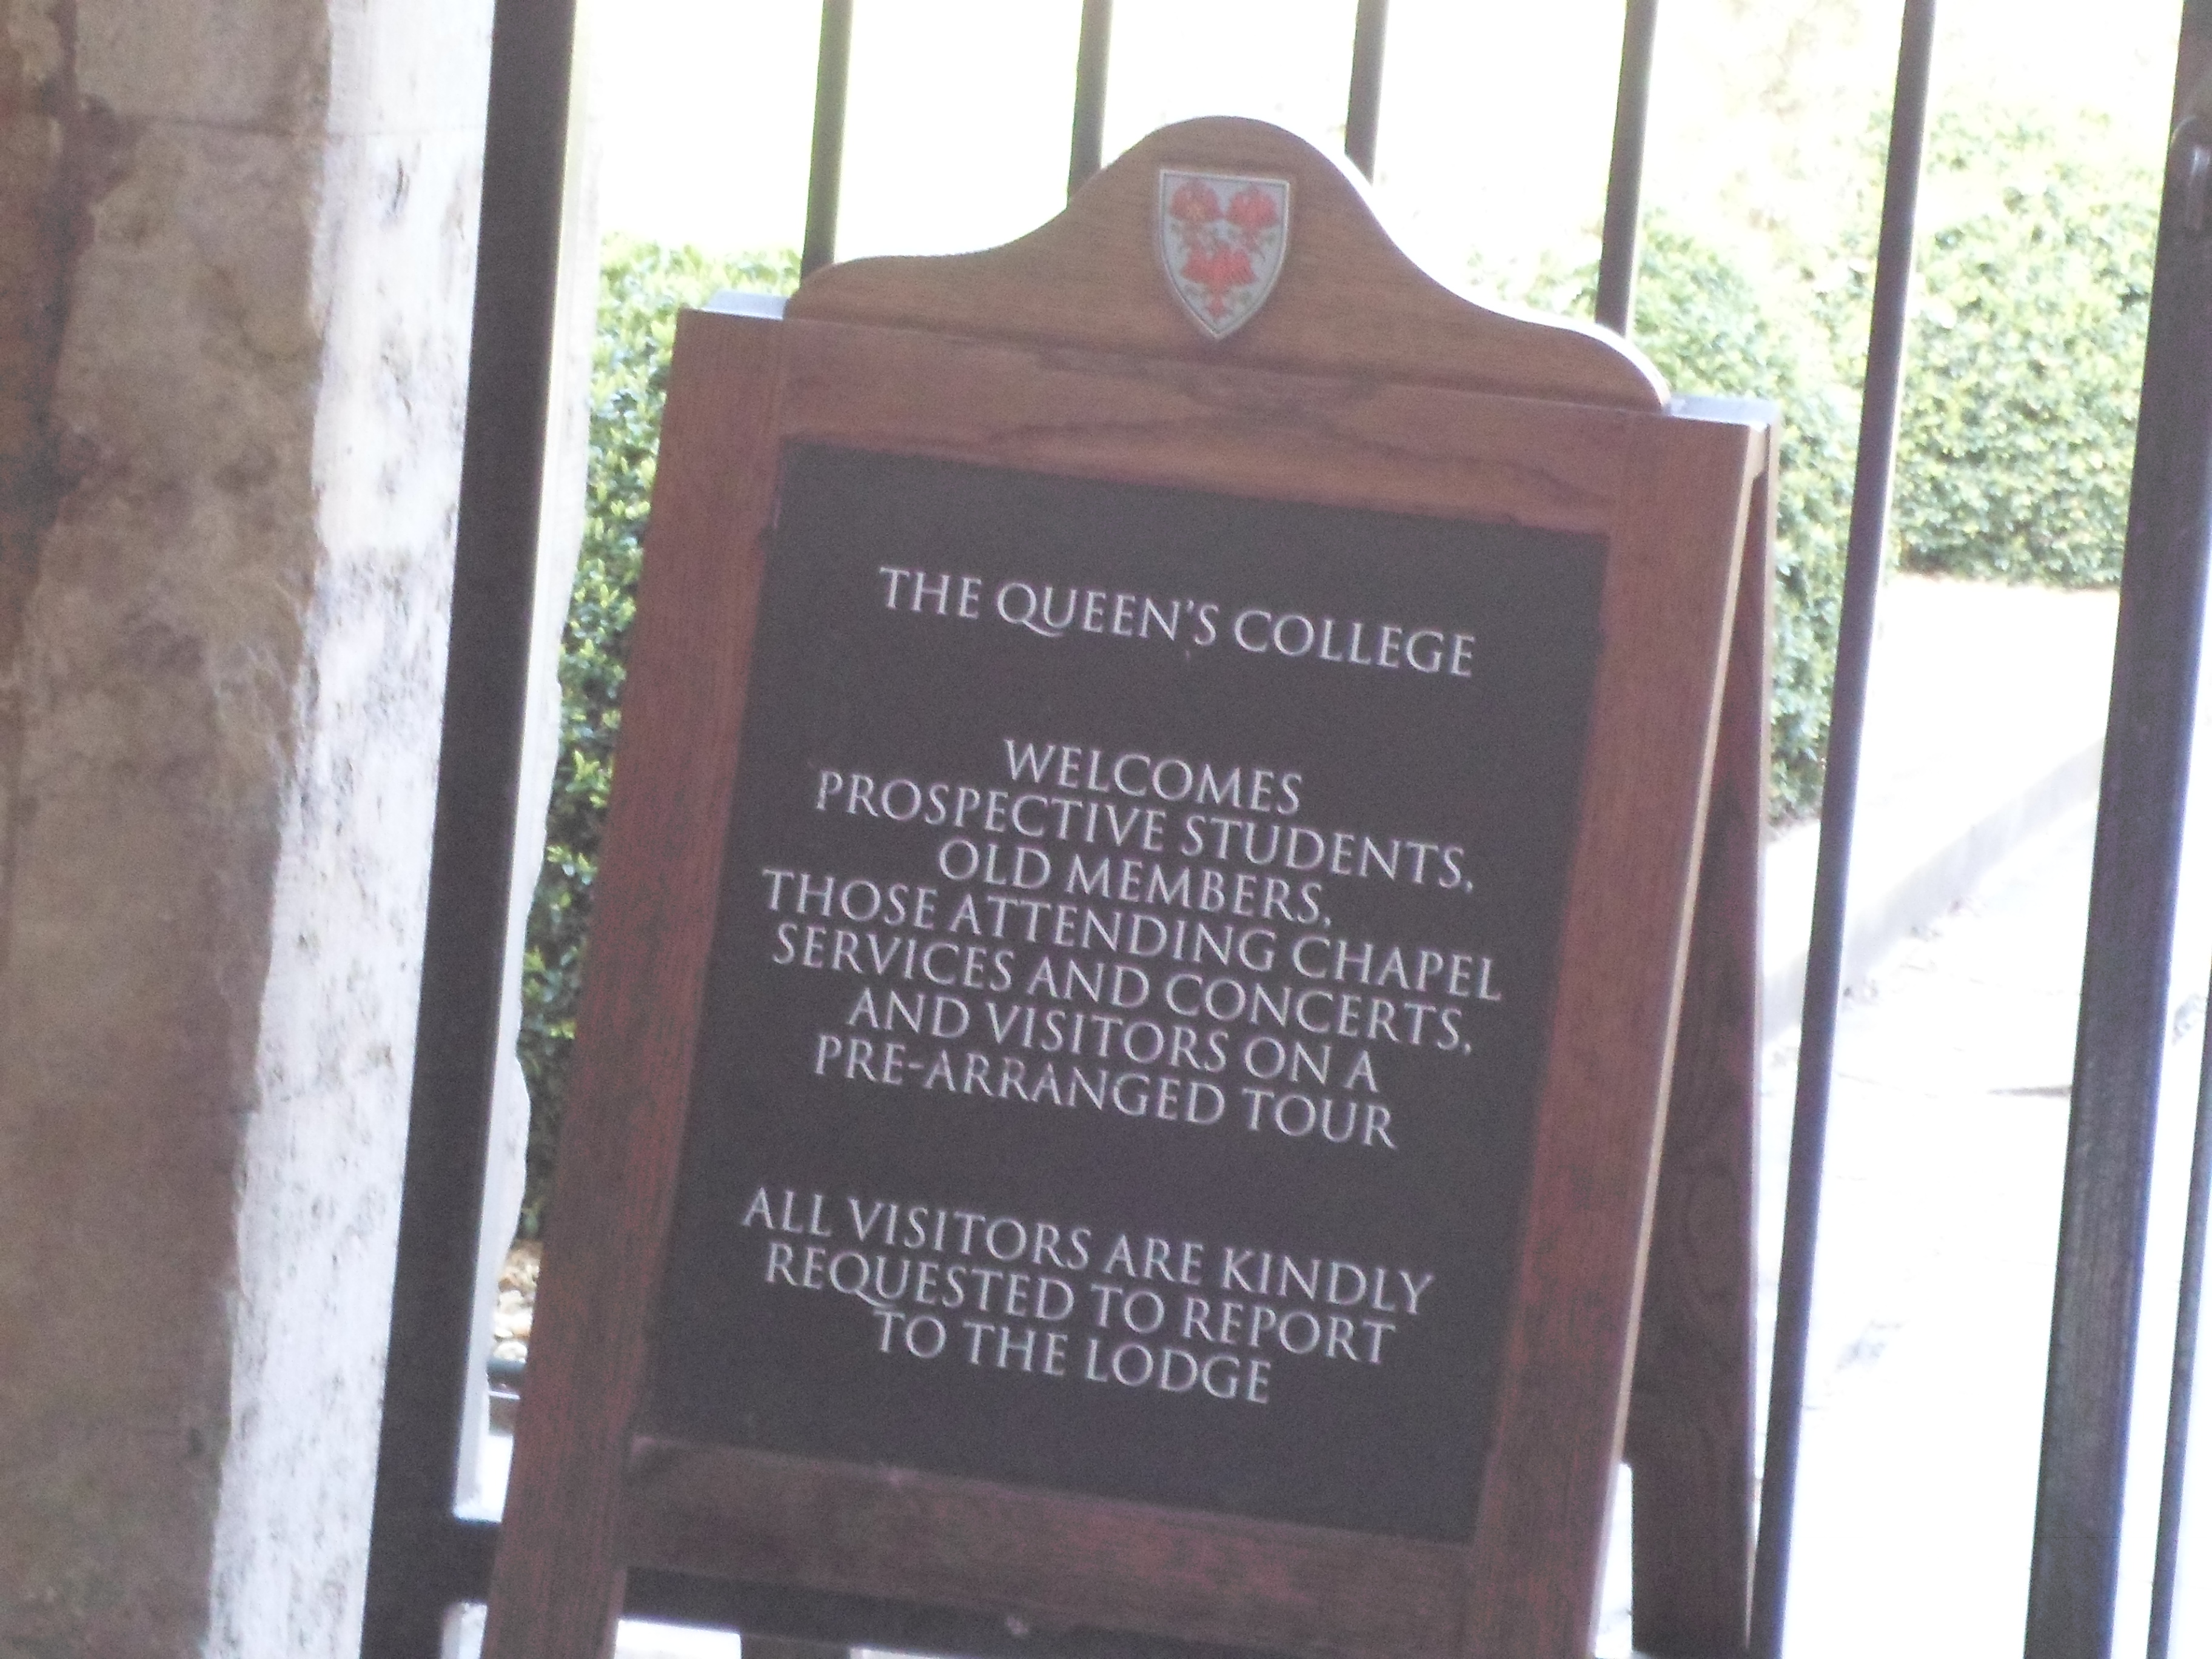 THE QUEEN'S COLLEGE
WELCOMES
PROSPECTIVE STUDENTS,
OLD MEMBERS,
THOSE ATTENDING CHAPEL
SERVICES AND CONCERTS,
AND VISITORS ON A
PRE-ARRANGED TOUR
ALL VISITORS ARE KINDLY
REQUESTED TO REPORT
TO THE LODGE